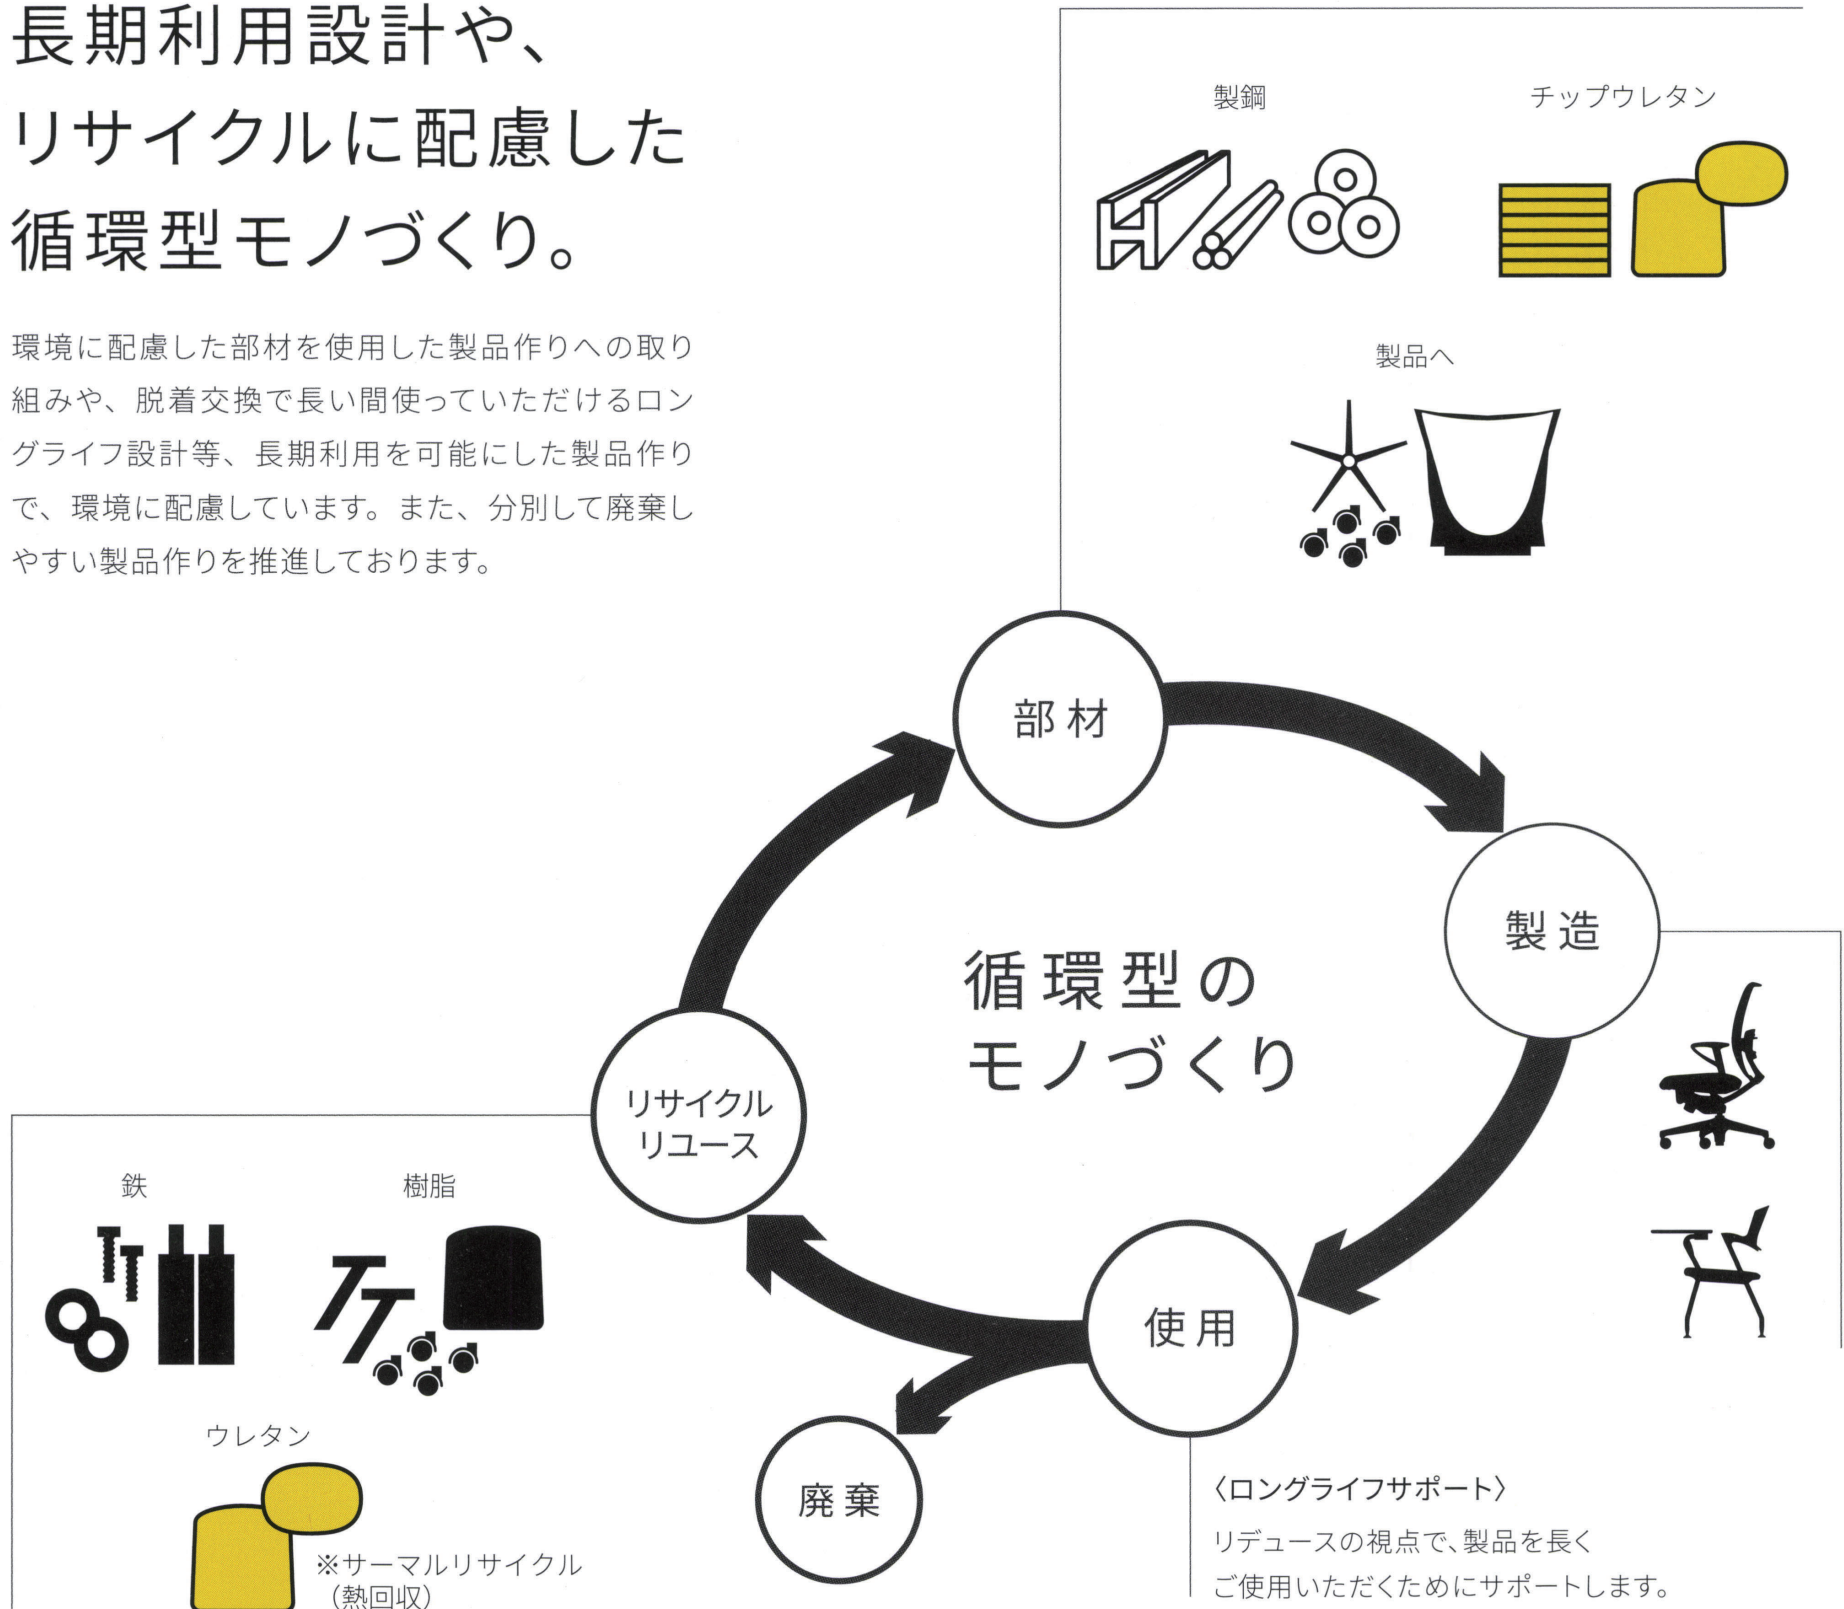 長期利用設計や、
リサイクルに配慮した
循環型モノづくり。
環境に配慮した部材を使用した製品作りへの取り
組みや、脱着交換で長い間使っていただけるロン
グライフ設計等、長期利用を可能にした製品作り
で、環境に配慮しています。また、分別して廃棄し
やすい製品作りを推進しております。
製鋼
チップウレタン
製品へ
部材
製造
循環型の
モノづくり
リサイクル
リユース
鉄
樹脂
ウレタン
※サーマルリサイクル
（熱回収）
使用
廃棄
〈ロングライフサポート〉
リデュースの視点で、製品を長く
ご使用いただくためにサポートします。